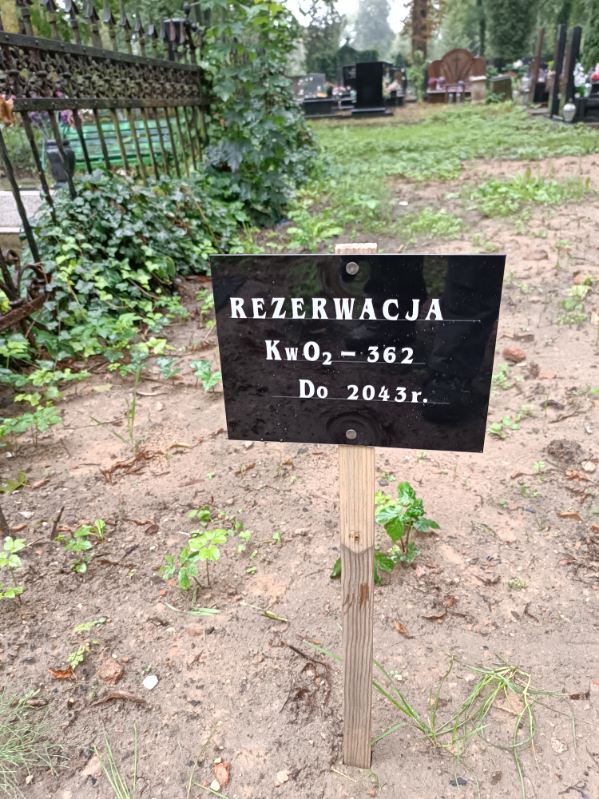 REZERWACJA
KwO2 - 362
Do 2043r.